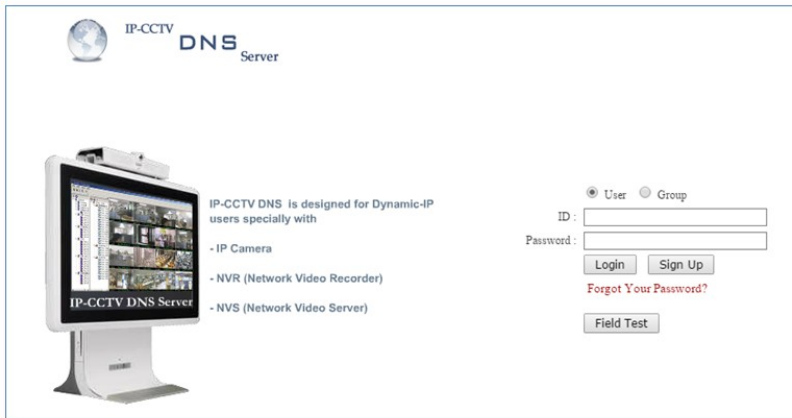 IP-CCTV DNS Server
IP-CCTV DNS is designed for Dynamic-IP
users specially with
- IP Camera
- NVR (Network Video Recorder)
- NVS (Network Video Server)
IP-CCTV DNS Server
User Group
ID :
Password :
Login Sign Up
Forgot Your Password?
Field Test